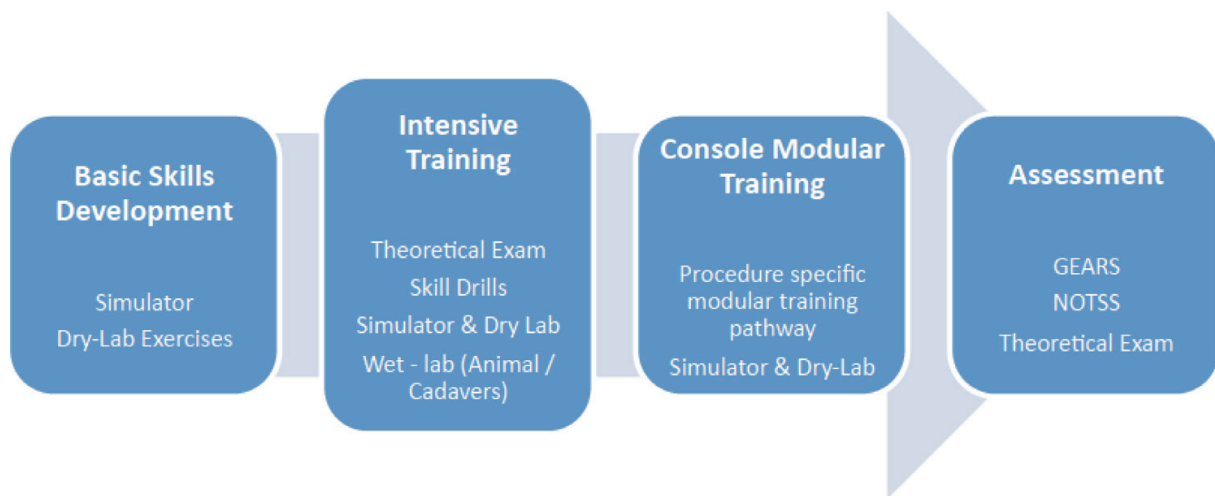 Basic Skills
Development
Simulator
Dry-Lab Exercises
Intensive
Training
Theoretical Exam
Skill Drills
Simulator & Dry Lab
Wet - lab (Animal /
Cadavers)
Console Modular
Training
Procedure specific
modular training
pathway
Simulator & Dry-Lab
Assessment
GEARS
NOTSS
Theoretical Exam